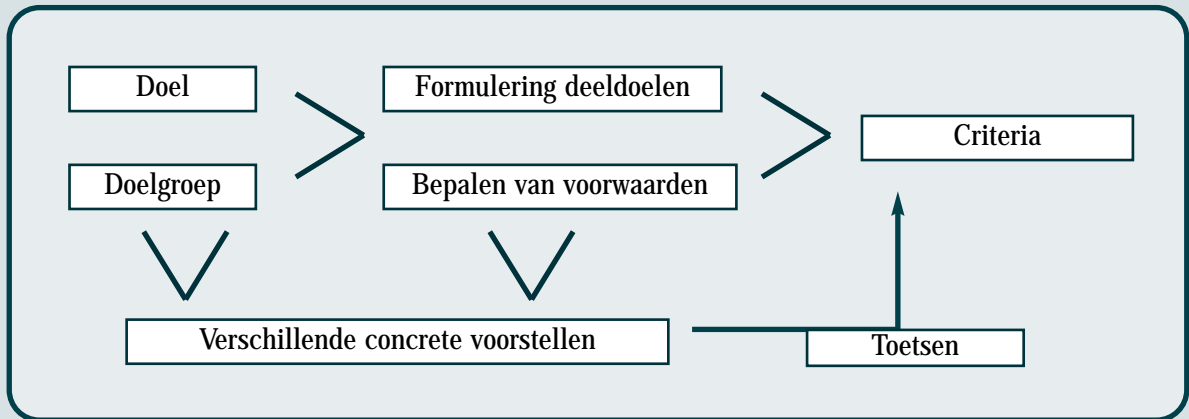 Doel
Formulering deeldoelen
Criteria
Doelgroep
Bepalen van voorwaarden
Verschillende concrete voorstellen
Toetsen